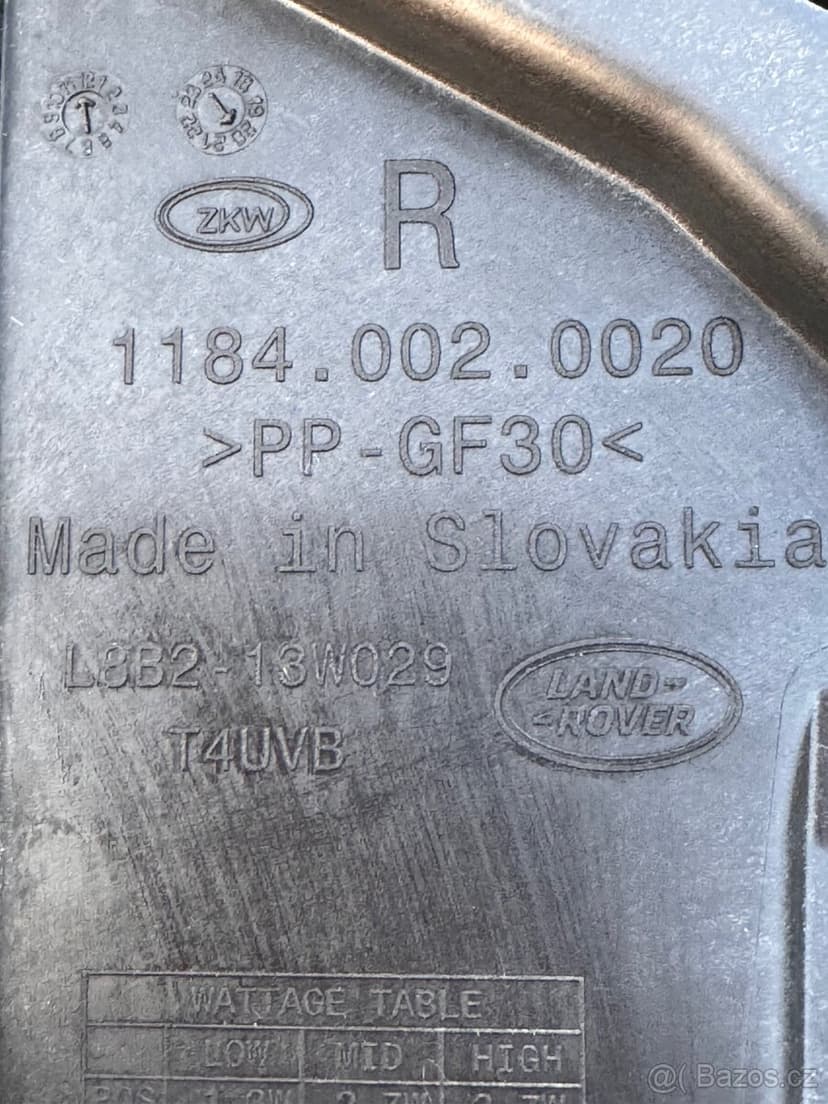 ZKW
R
1184.002.0020
>PP-GF30<
Made in Slovakia
L8B2-13W029
LAND-
-ROVER
T4UVB
WATTAGE TABLE
LOW MID HIGH
@( Bazos.cz